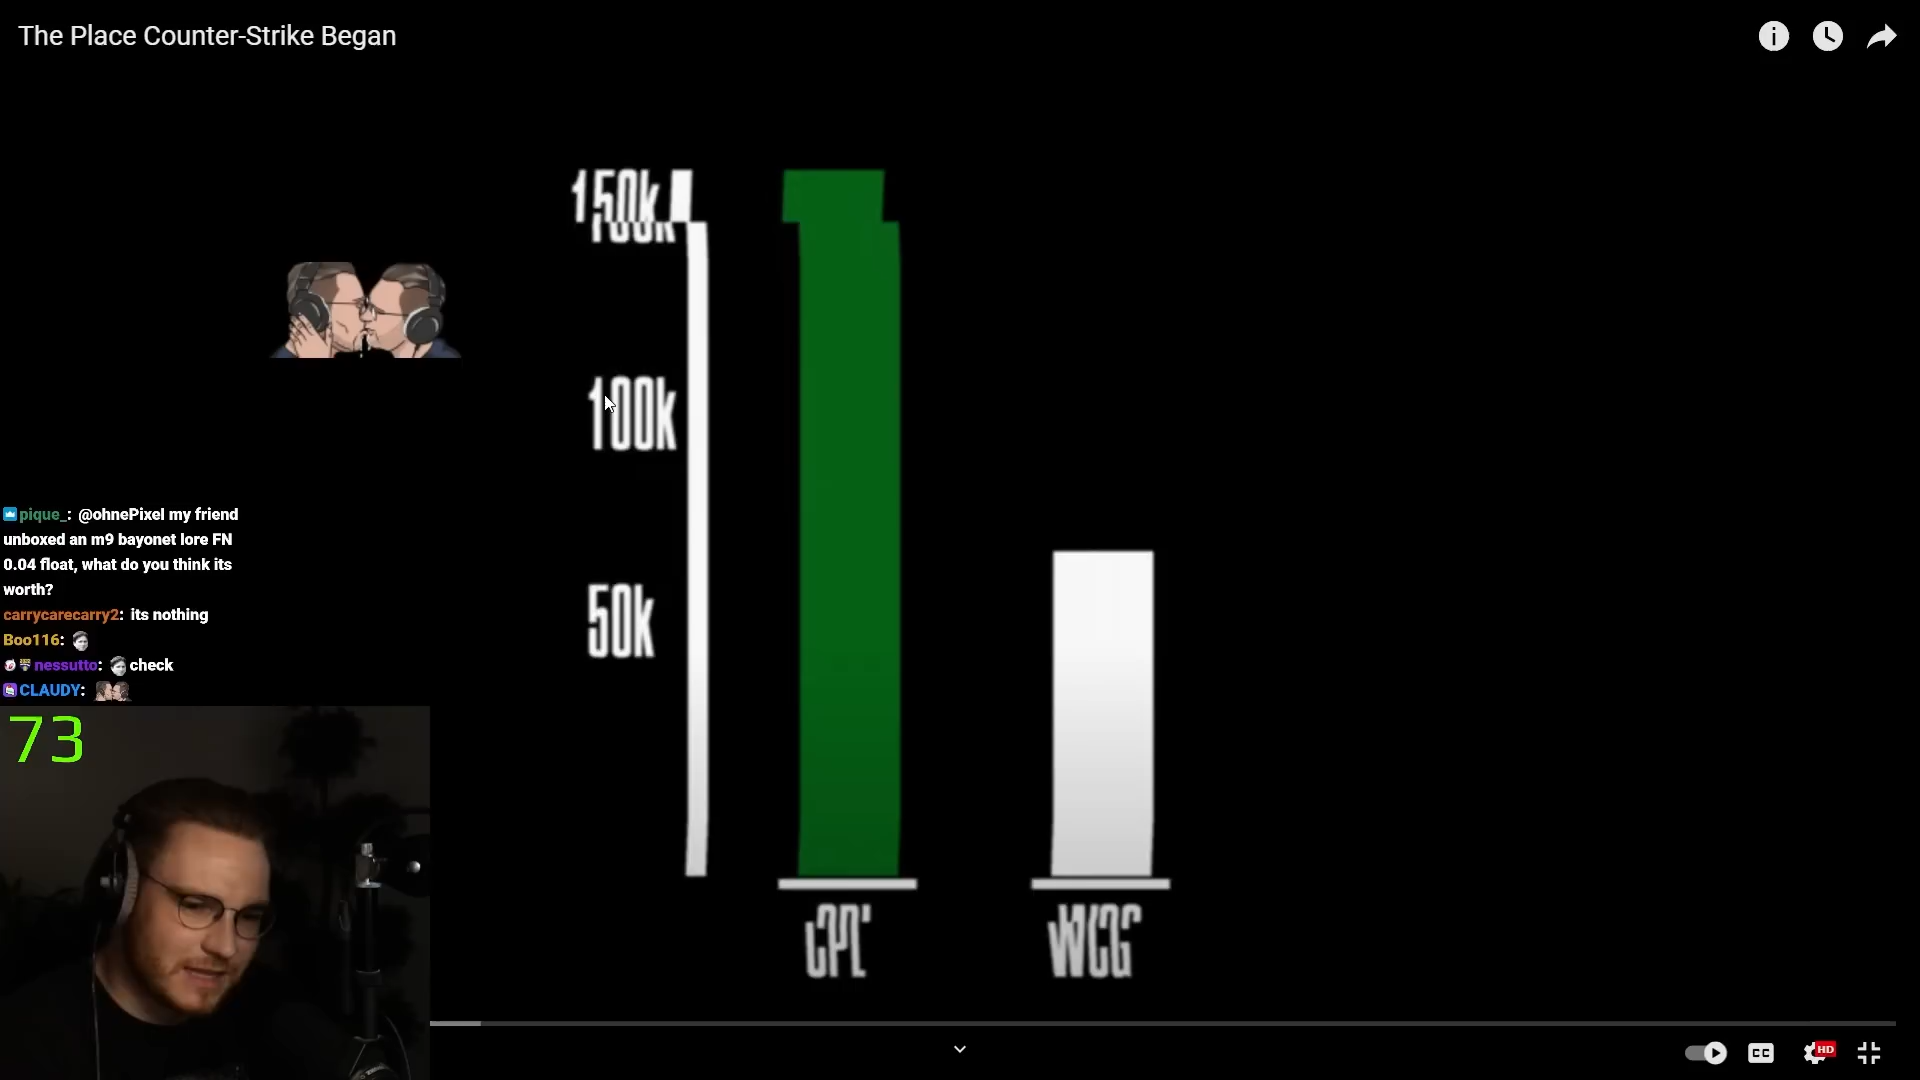 The Place Counter-Strike Began
150k
100k
50k
CPL
WCG
pique_: @ohnePixel my friend
unboxed an m9 bayonet lore FN
0.04 float, what do you think its
worth?
carrycarecarry2: its nothing
Boo116:
nessutto: check
CLAUDY:
73
CC
HD